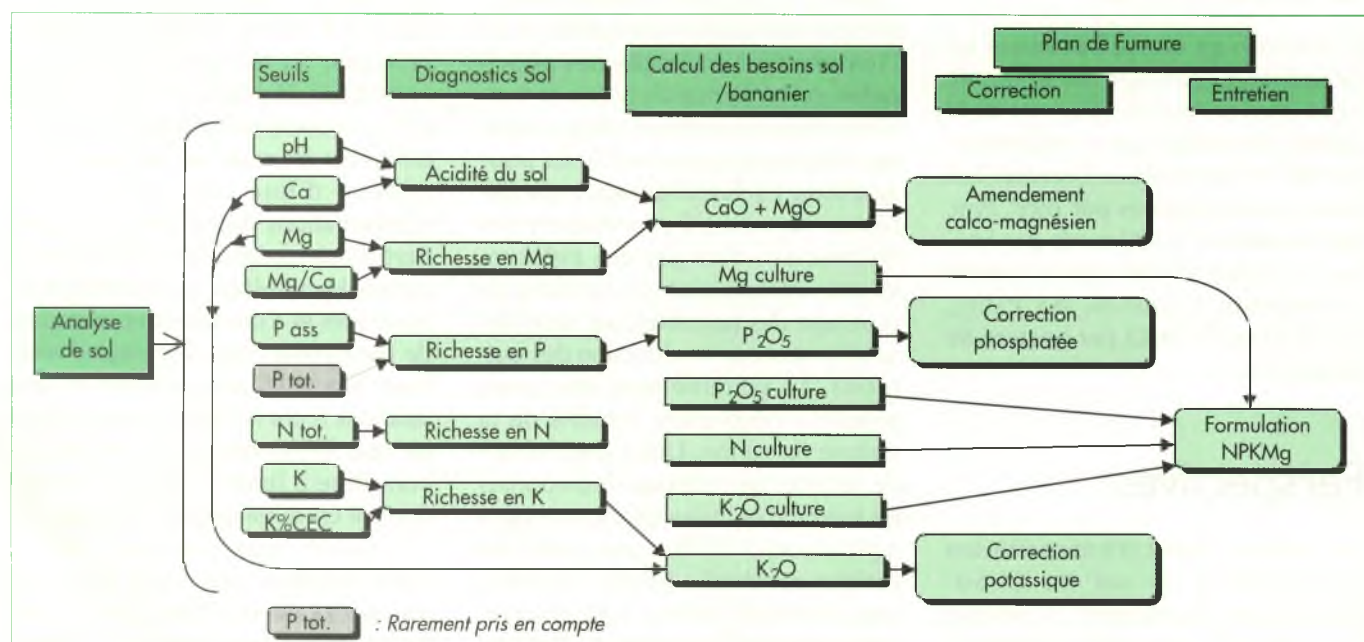 Seuils
Diagnostics Sol
Calcul des besoins sol
/bananier
Plan de Fumure
Correction
Entretien
Analyse
de sol
pH
Ca
Mg
Mg/Ca
P ass
P tot.
N tot.
K
K%CEC
Acidité du sol
Richesse en Mg
Richesse en P
Richesse en N
Richesse en K
CaO + MgO
Mg culture
P2O5
P2O5 culture
N culture
K2O culture
K2O
Amendement
calco-magnésien
Correction
phosphatée
Formulation
NPKMg
Correction
potassique
P tot. : Rarement pris en compte